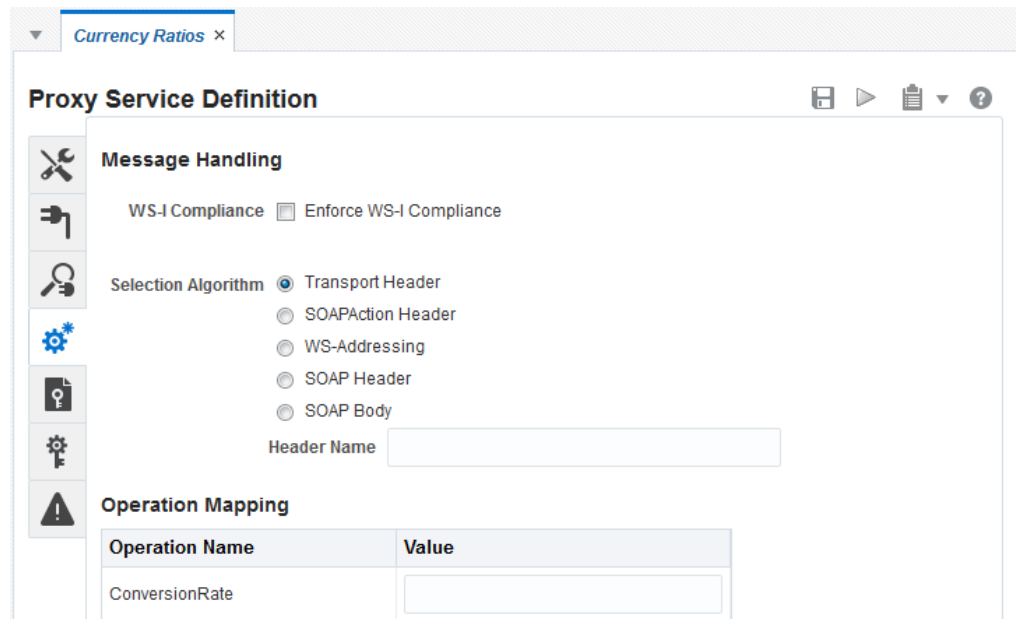 Currency Ratios ×
Proxy Service Definition
Message Handling
WS-I Compliance Enforce WS-I Compliance
Selection Algorithm Transport Header
SOAPAction Header
WS-Addressing
SOAP Header
SOAP Body
Header Name
Operation Mapping
Operation Name Value
ConversionRate